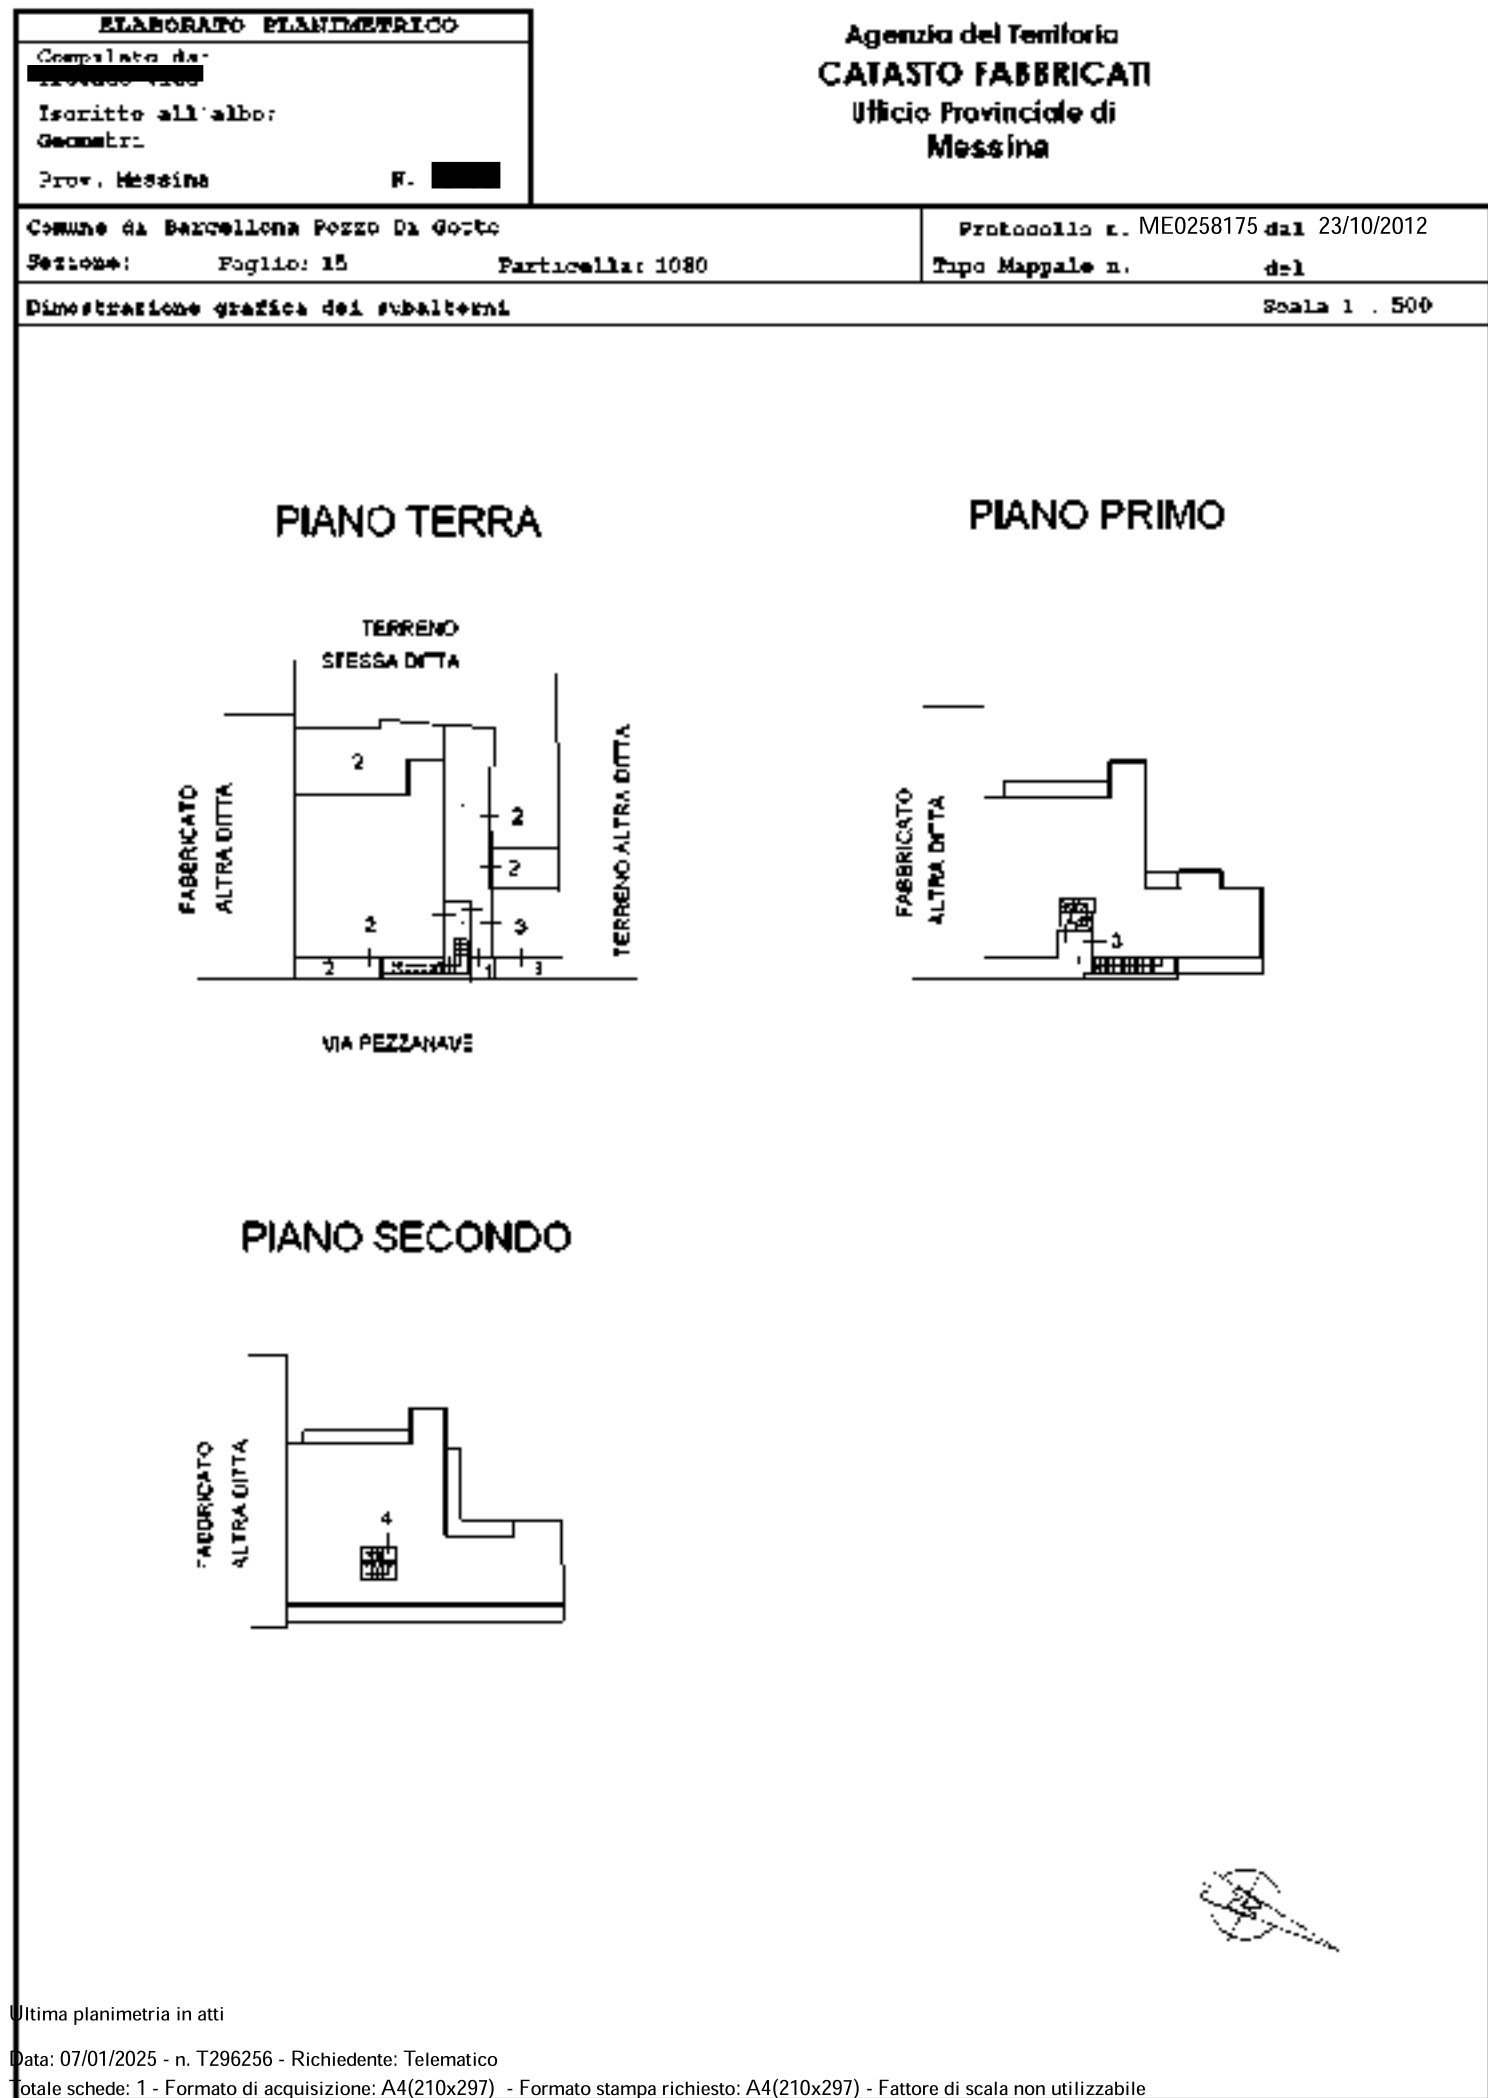 ELABORATO PLANIMETRICO
Compilato da:
Iscritto all'albo:
Geometri
Prov. Messina N.
Agenzia del Territorio
CATASTO FABBRICATI
Ufficio Provinciale di
Messina
Comune di Barcellona Pozzo Di Gotto
Protocollo n. ME0258175 del 23/10/2012
Sezione: Foglio: 15 Particella: 1080
Tipo Mappale n. del
Dimostrazione grafica dei subalterni Scala 1 : 500
PIANO TERRA
PIANO PRIMO
TERRENO
STESSA DITTA
FABBRICATO
ALTRA DITTA
TERRENO ALTRA DITTA
2
2
2
2
3
2
1
3
VIA PEZZANAVE
FABBRICATO
ALTRA DITTA
3
PIANO SECONDO
FABBRICATO
ALTRA DITTA
4
Ultima planimetria in atti
Data: 07/01/2025 - n. T296256 - Richiedente: Telematico
Totale schede: 1 - Formato di acquisizione: A4(210x297) - Formato stampa richiesto: A4(210x297) - Fattore di scala non utilizzabile